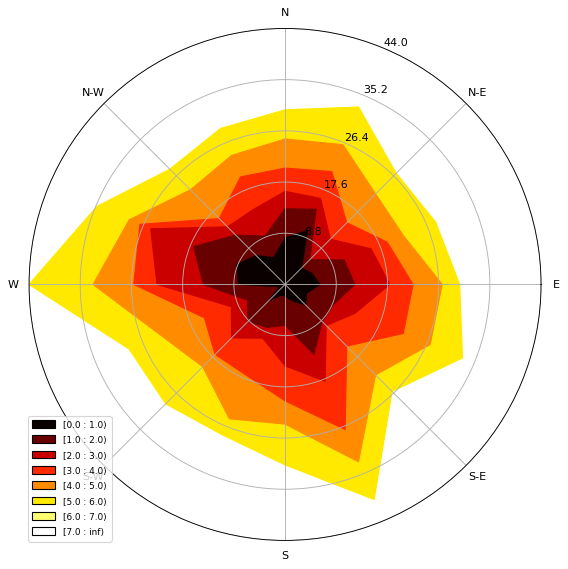 N
44.0
N-W
35.2
N-E
26.4
17.6
8.8
W
E
[0.0 : 1.0)
[1.0 : 2.0)
[2.0 : 3.0)
[3.0 : 4.0)
S-W
S-E
[4.0 : 5.0)
[5.0 : 6.0)
[6.0 : 7.0)
[7.0 : inf)
S